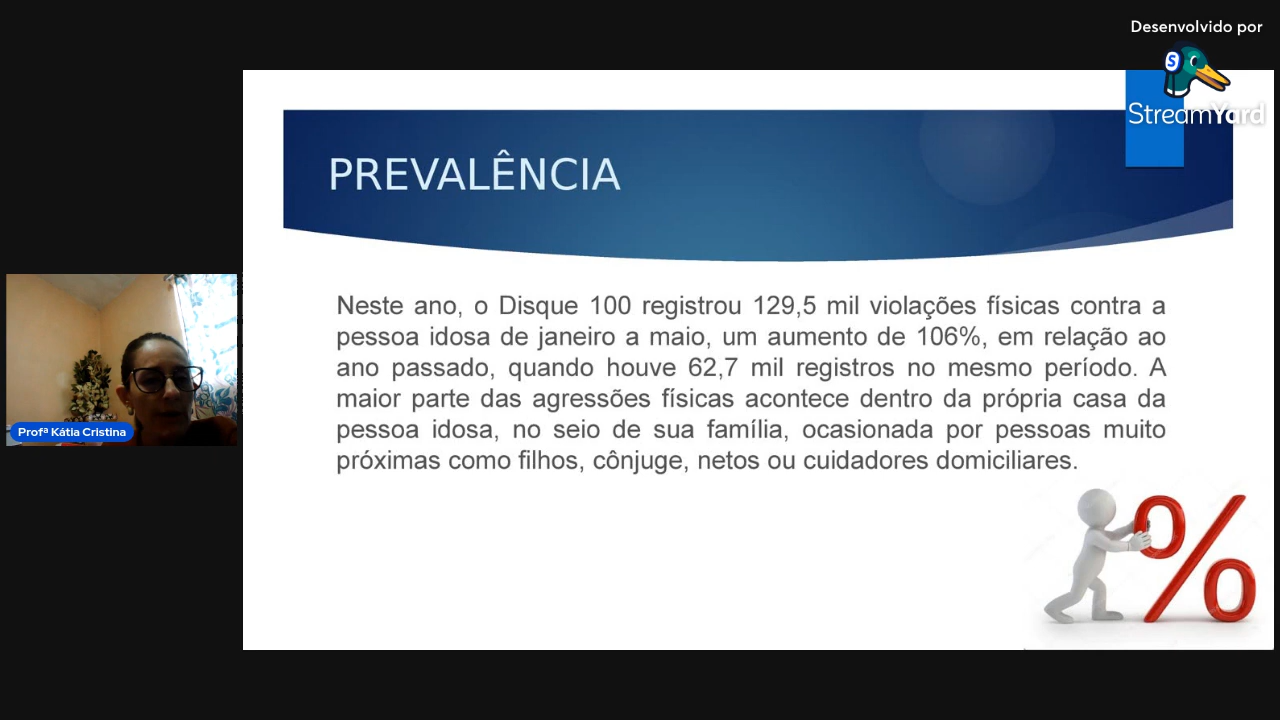 Desenvolvido por
StreamYard
PREVALÊNCIA
Neste ano, o Disque 100 registrou 129,5 mil violações físicas contra a
pessoa idosa de janeiro a maio, um aumento de 106%, em relação ao
ano passado, quando houve 62,7 mil registros no mesmo período. A
maior parte das agressões físicas acontece dentro da própria casa da
pessoa idosa, no seio de sua família, ocasionada por pessoas muito
próximas como filhos, cônjuge, netos ou cuidadores domiciliares.
Profª Kátia Cristina
%